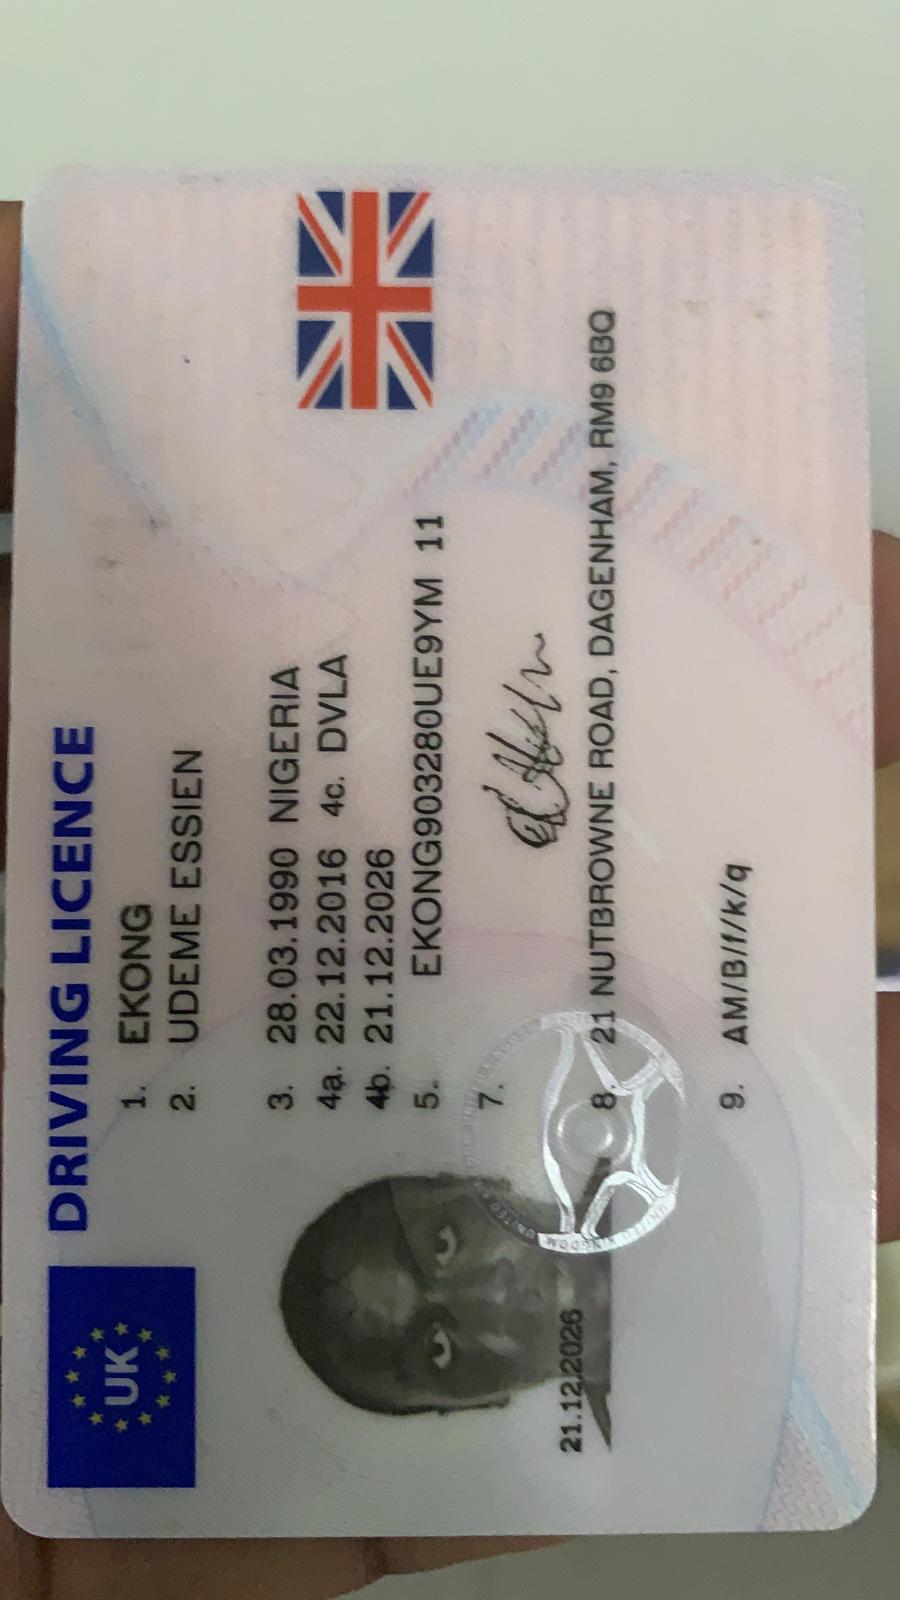 DRIVING LICENCE
UK
1. EKONG
2. UDEME ESSIEN
3. 28.03.1990 NIGERIA
4a. 22.12.2016 4c. DVLA
4b. 21.12.2026
5. EKONG903280UE9YM 11
7.
8. 21 NUTBROWNE ROAD, DAGENHAM, RM9 6BQ
9. AM/B/f/k/q
21.12.2026
UNITED KINGDOM